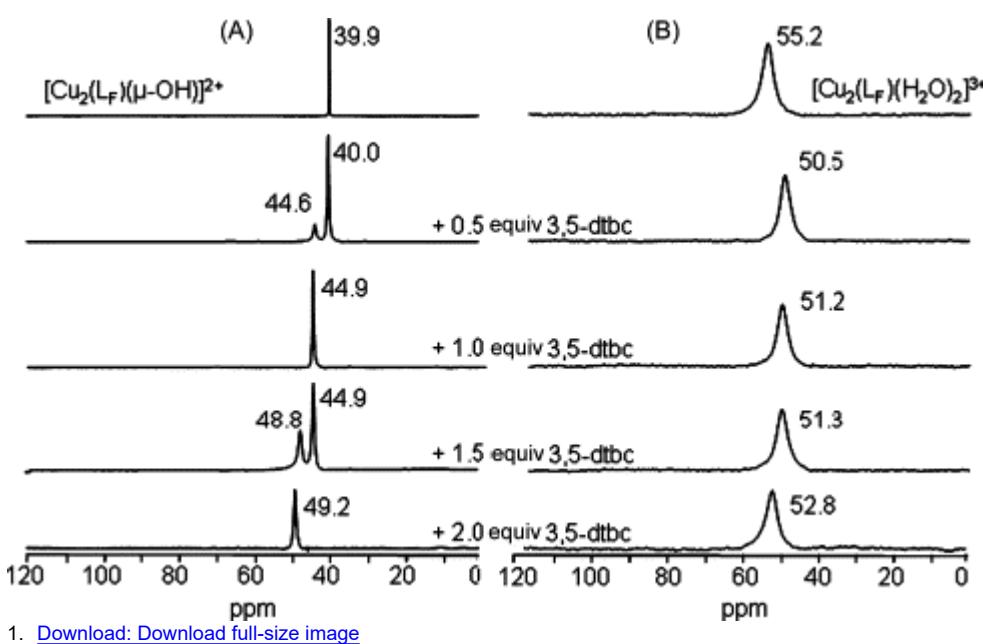 (A)
39.9
[Cu2(LF)(μ-OH)]2+
40.0
44.6
+ 0.5 equiv 3,5-dtbc
44.9
+ 1.0 equiv 3,5-dtbc
44.9
48.8
+ 1.5 equiv 3,5-dtbc
49.2
+ 2.0 equiv 3,5-dtbc
120 100 80 60 40 20 0
ppm
(B)
55.2
[Cu2(LF)(H2O)2]3+
50.5
51.2
51.3
52.8
120 100 80 60 40 20 0
ppm
1. Download: Download full-size image